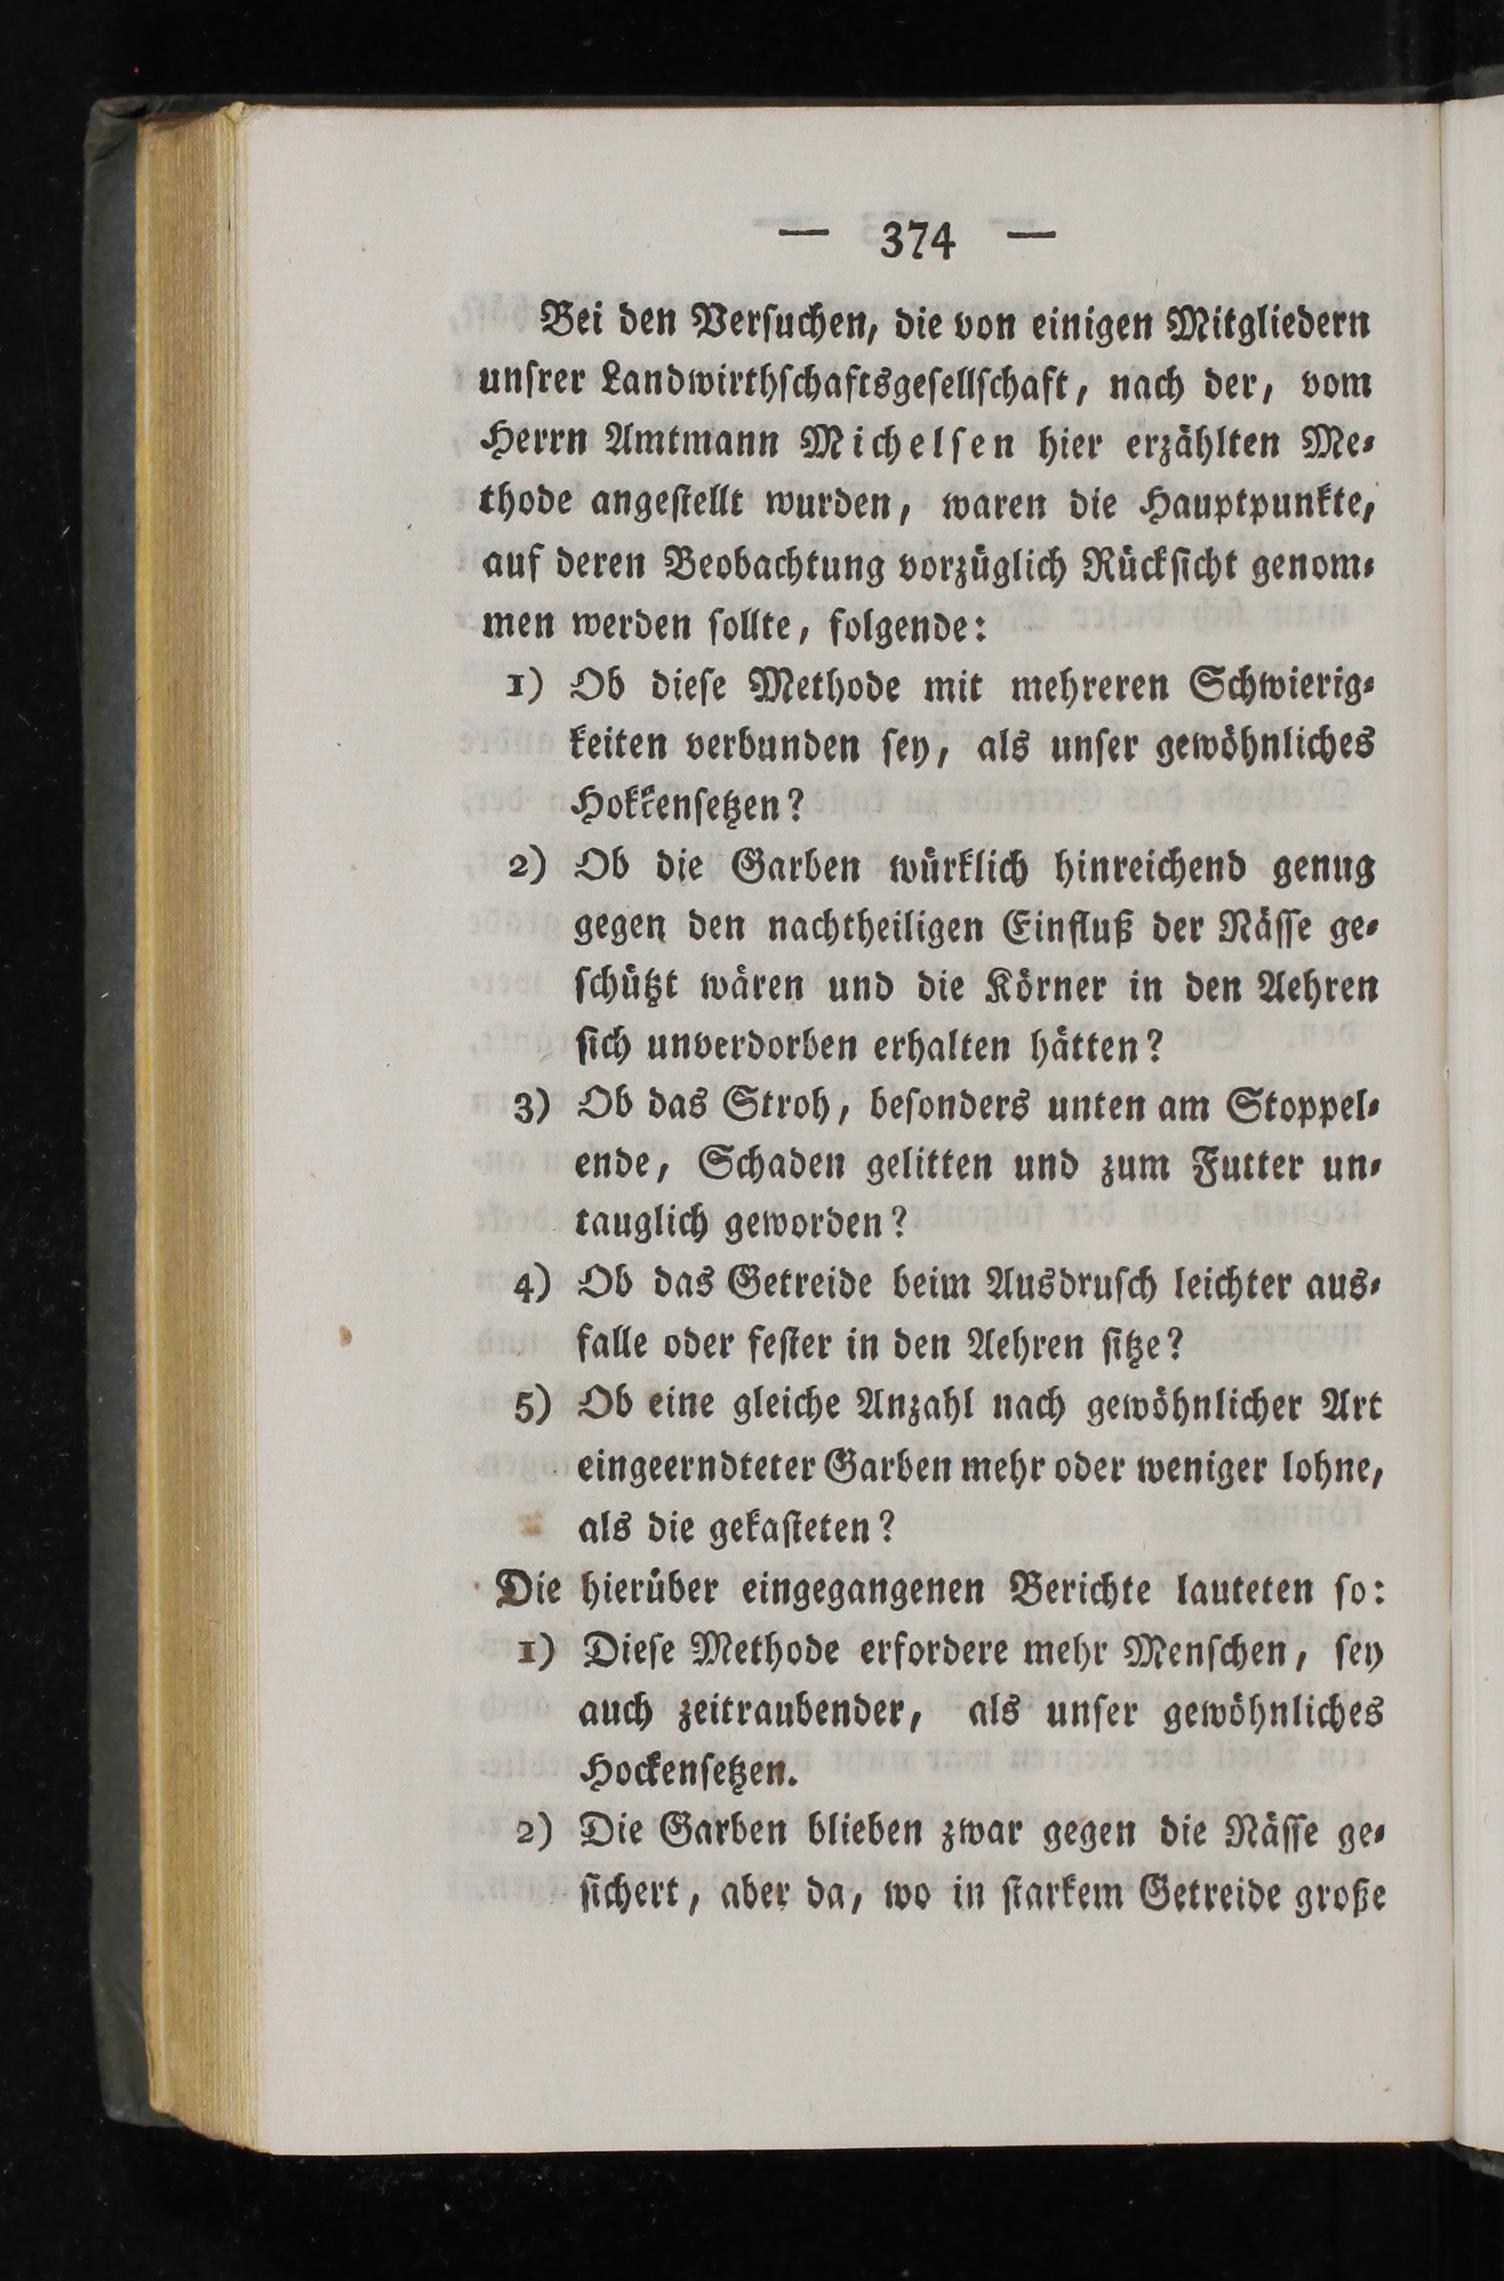 — 374 —
Bei den Verſuchen, die von einigen Mitgliedern
unſrer Landwirthſchaftsgeſellſchaft, nach der, vom
Herrn Amtmann Michelſen hier erzählten Me⸗
thode angeſtellt wurden, waren die Hauptpunkte,
auf deren Beobachtung vorzüglich Rückſicht genom⸗
men werden ſollte, folgende:
1) Ob dieſe Methode mit mehreren Schwierig⸗
keiten verbunden ſey, als unſer gewöhnliches
Hokkenſetzen?
2) Ob die Garben würklich hinreichend genug
gegen den nachtheiligen Einfluß der Näſſe ge⸗
ſchützt wären und die Körner in den Aehren
ſich unverdorben erhalten hätten?
3) Ob das Stroh, beſonders unten am Stoppel⸗
ende, Schaden gelitten und zum Futter un⸗
tauglich geworden?
4) Ob das Getreide beim Ausdruſch leichter aus⸗
falle oder feſter in den Aehren ſitze?
5) Ob eine gleiche Anzahl nach gewöhnlicher Art
eingeerndteter Garben mehr oder weniger lohne,
als die gekaſteten?
Die hierüber eingegangenen Berichte lauteten ſo:
1) Dieſe Methode erfordere mehr Menſchen, ſey
auch zeitraubender, als unſer gewöhnliches
Hockenſetzen.
2) Die Garben blieben zwar gegen die Näſſe ge⸗
ſichert, aber da, wo in ſtarkem Getreide große